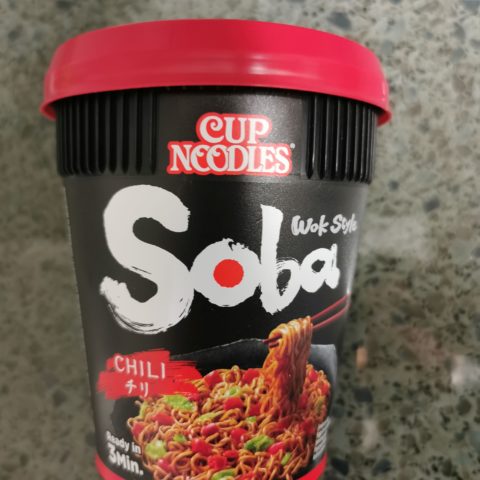 CUP
NOODLES®
Wok Style
Soba
CHILI
チリ
Ready in
3Min.